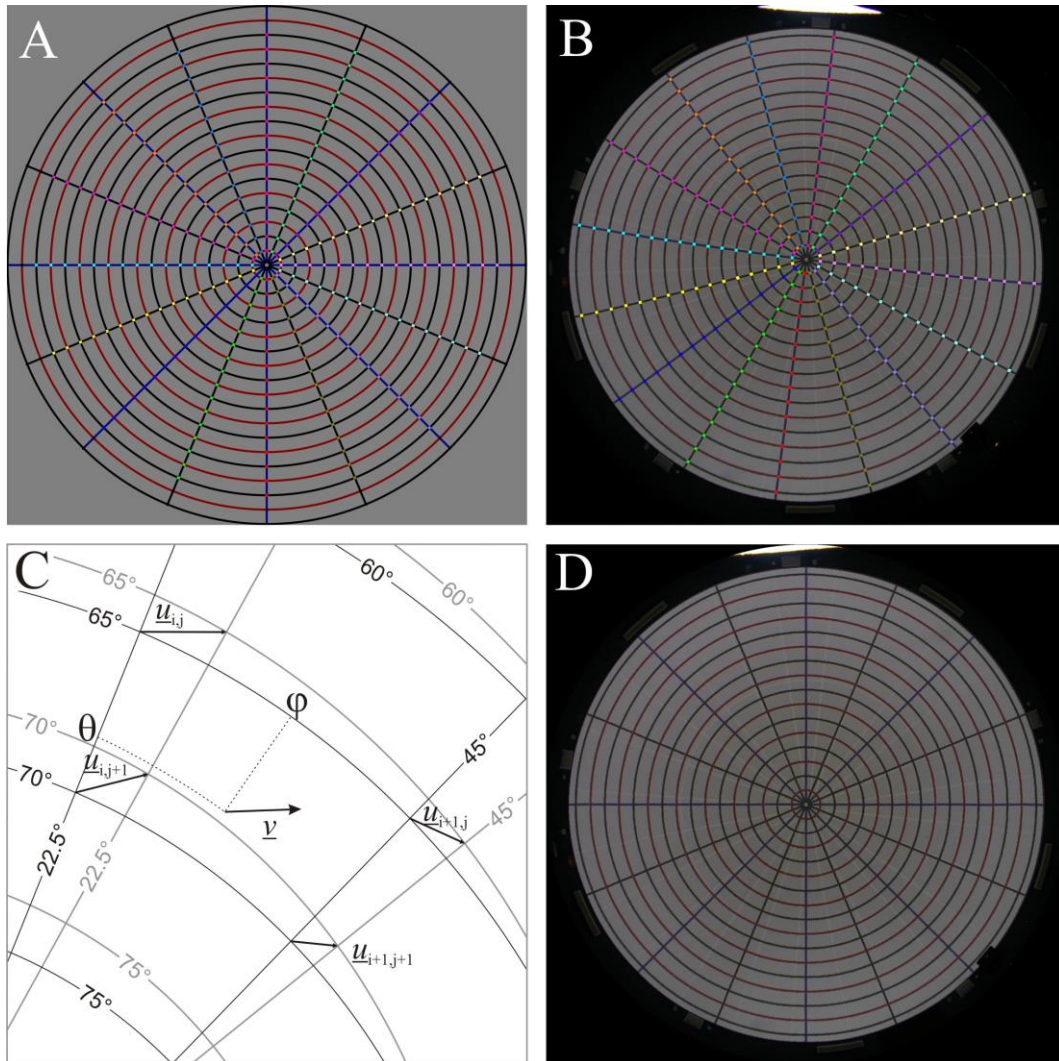 A
B
C
65°
60°
u i,j
60°
65°
φ
70°
θ
u i,j+1
45°
70°
v
u i+1,j
45°
22.5°
22.5°
u i+1,j+1
75°
75°
D